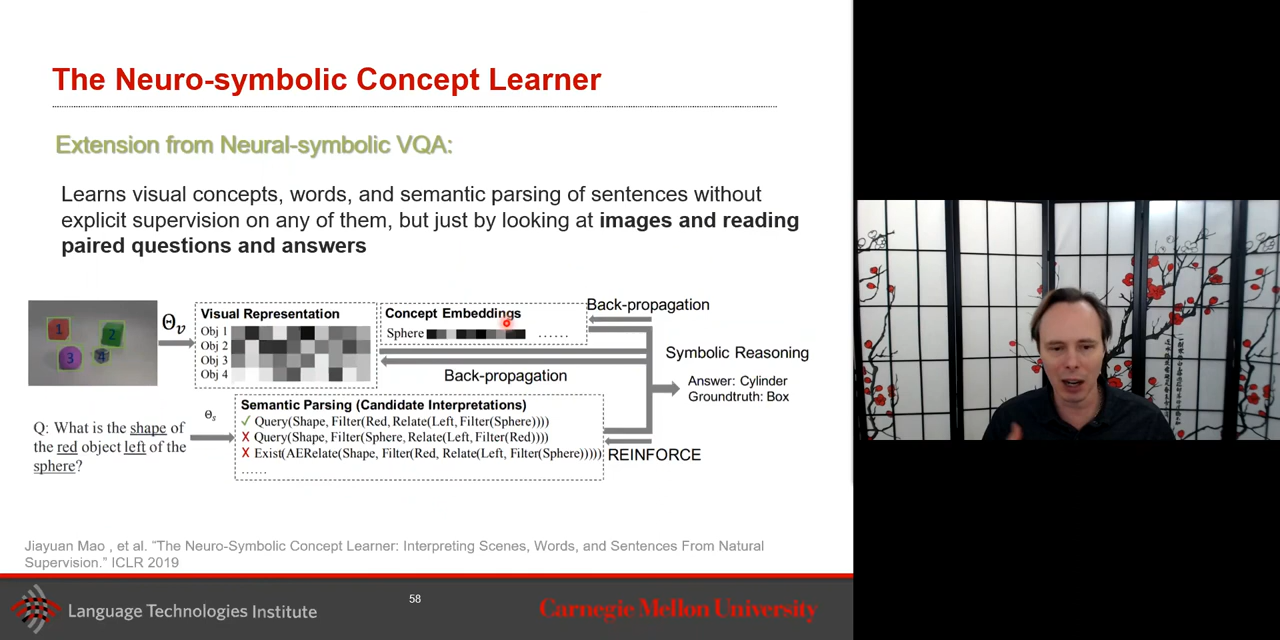 The Neuro-symbolic Concept Learner
Extension from Neural-symbolic VQA:
Learns visual concepts, words, and semantic parsing of sentences without
explicit supervision on any of them, but just by looking at images and reading
paired questions and answers
1
2
3
4
Θv
Visual Representation
Obj 1
Obj 2
Obj 3
Obj 4
Concept Embeddings
Sphere ......
Back-propagation
Back-propagation
Symbolic Reasoning
Answer: Cylinder
Groundtruth: Box
Q: What is the shape of
the red object left of the
sphere?
Θs
Semantic Parsing (Candidate Interpretations)
✓ Query(Shape, Filter(Red, Relate(Left, Filter(Sphere))))
✗ Query(Shape, Filter(Sphere, Relate(Left, Filter(Red))))
✗ Exist(AERelate(Shape, Filter(Red, Relate(Left, Filter(Sphere)))))
......
REINFORCE
Jiayuan Mao , et al. "The Neuro-Symbolic Concept Learner: Interpreting Scenes, Words, and Sentences From Natural
Supervision." ICLR 2019
Language Technologies Institute
58
Carnegie Mellon University